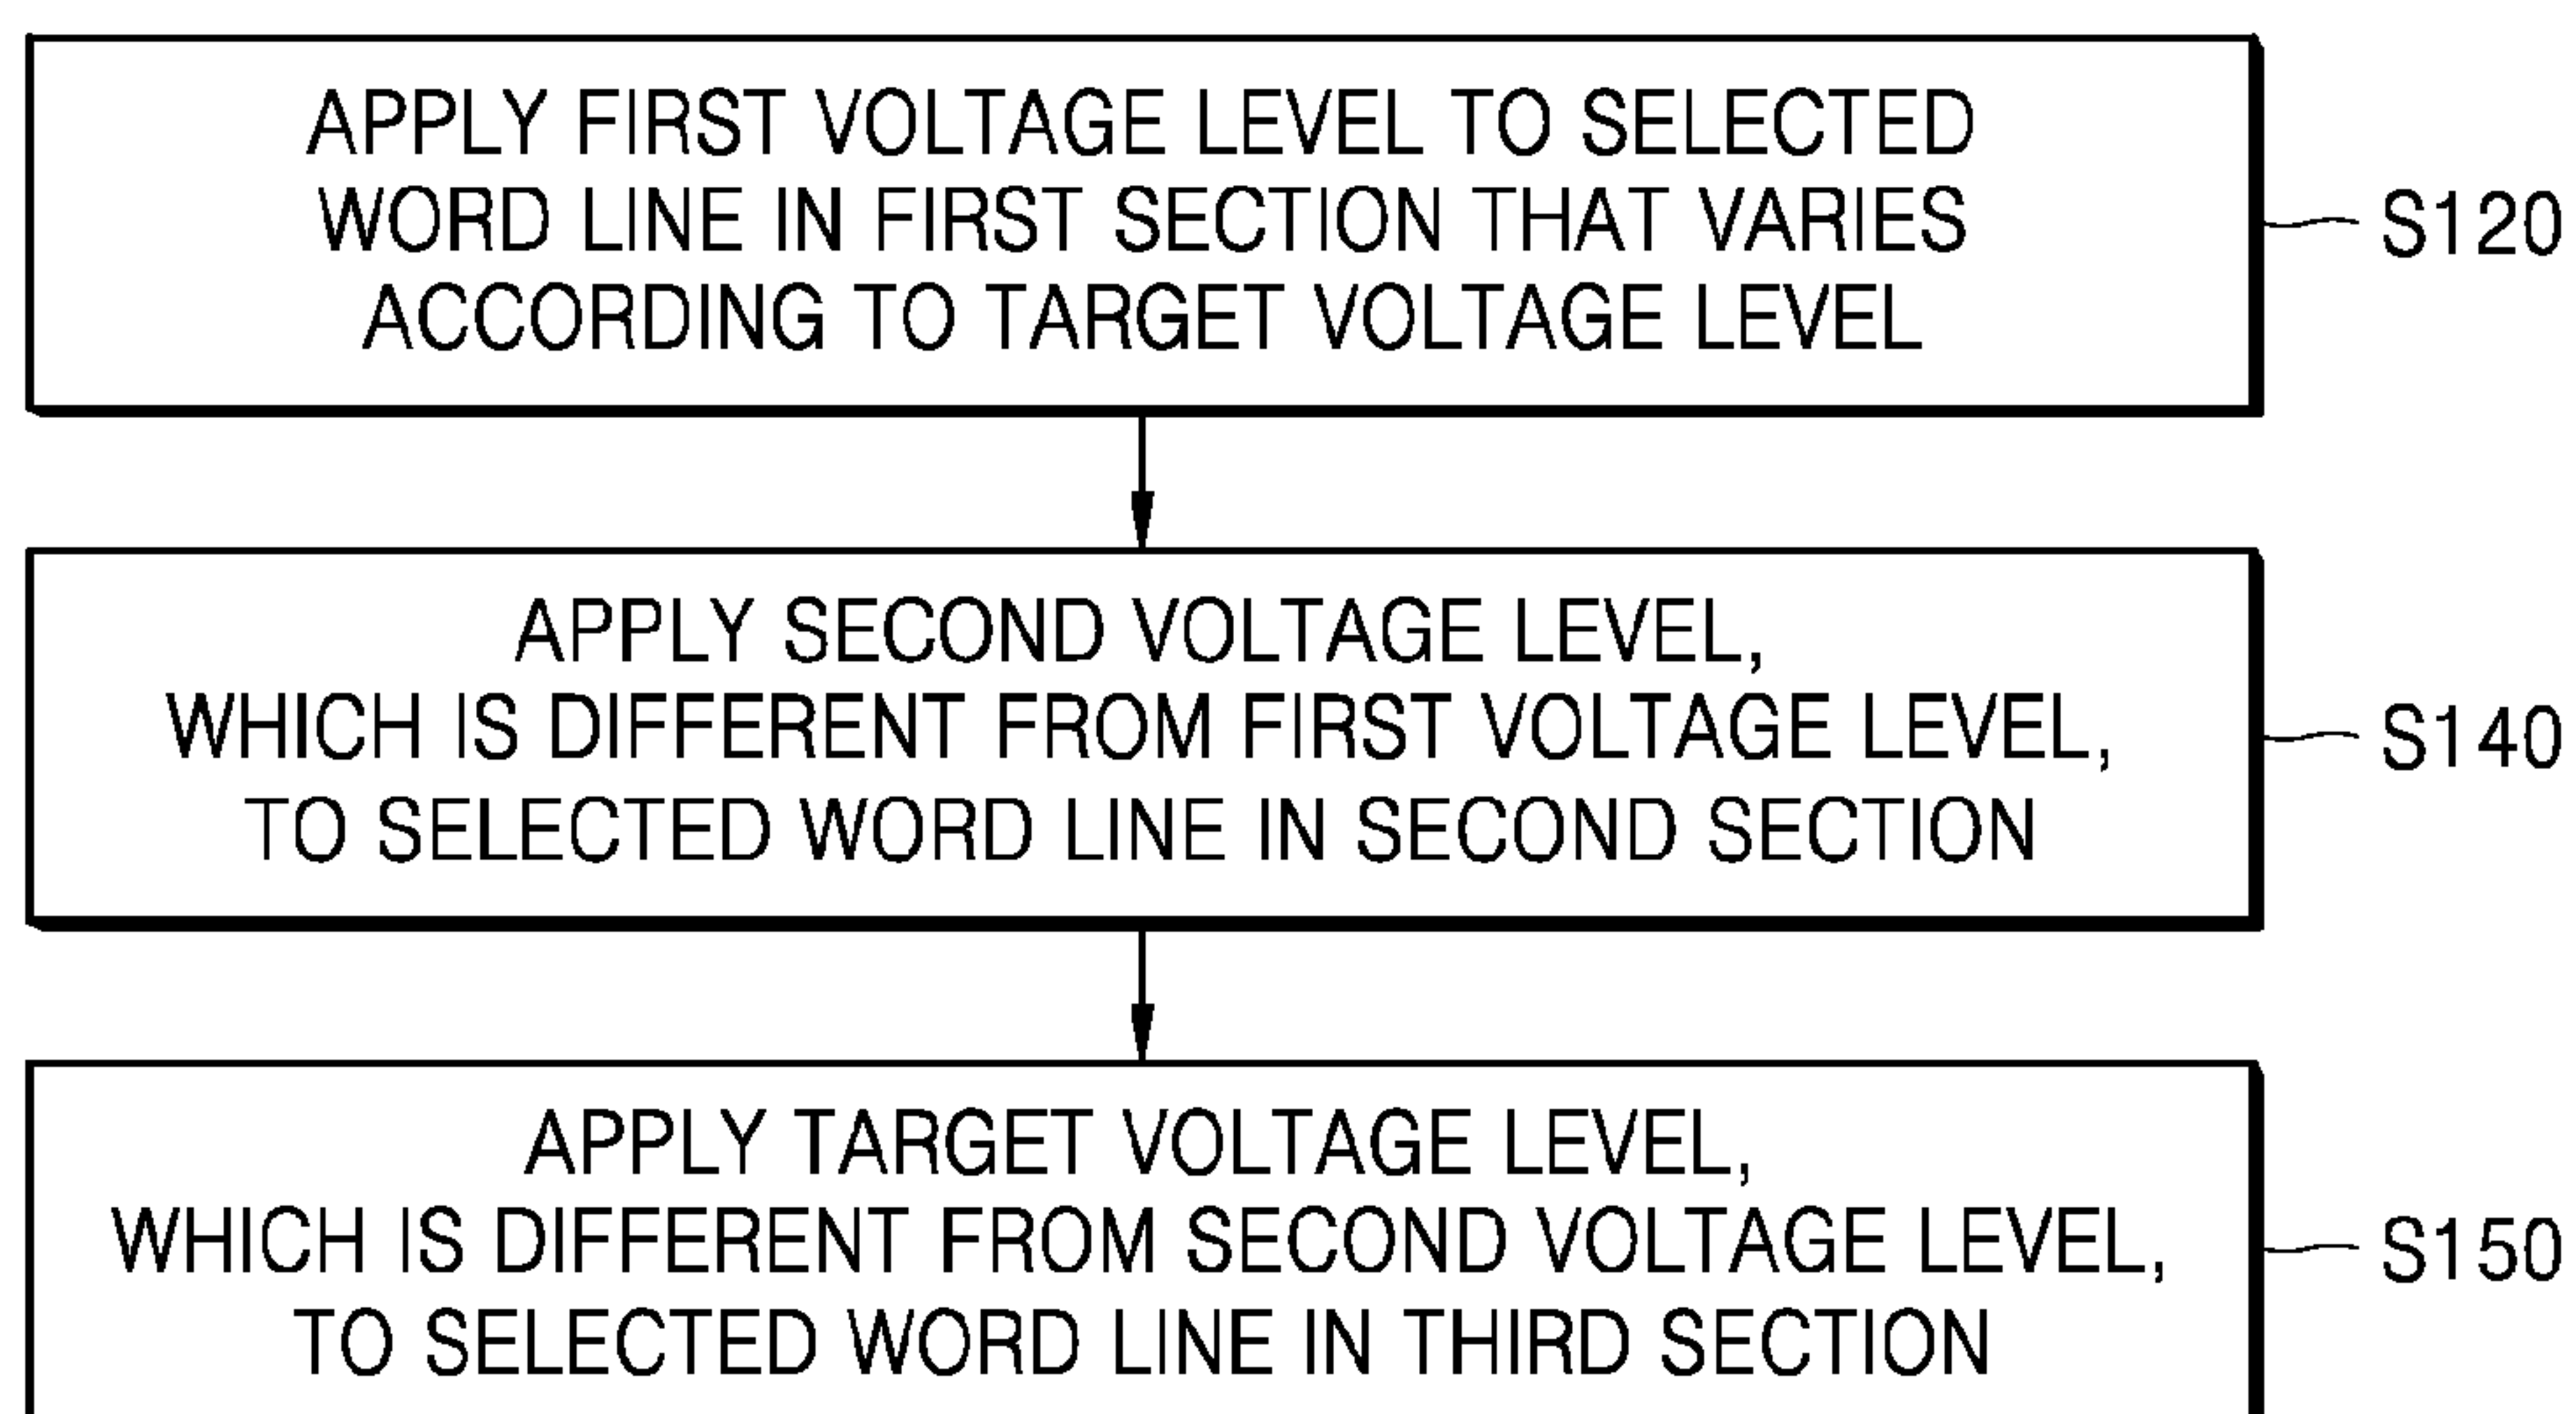 APPLY FIRST VOLTAGE LEVEL TO SELECTED
WORD LINE IN FIRST SECTION THAT VARIES
ACCORDING TO TARGET VOLTAGE LEVEL
S120
APPLY SECOND VOLTAGE LEVEL,
WHICH IS DIFFERENT FROM FIRST VOLTAGE LEVEL,
TO SELECTED WORD LINE IN SECOND SECTION
S140
APPLY TARGET VOLTAGE LEVEL,
WHICH IS DIFFERENT FROM SECOND VOLTAGE LEVEL,
TO SELECTED WORD LINE IN THIRD SECTION
S150